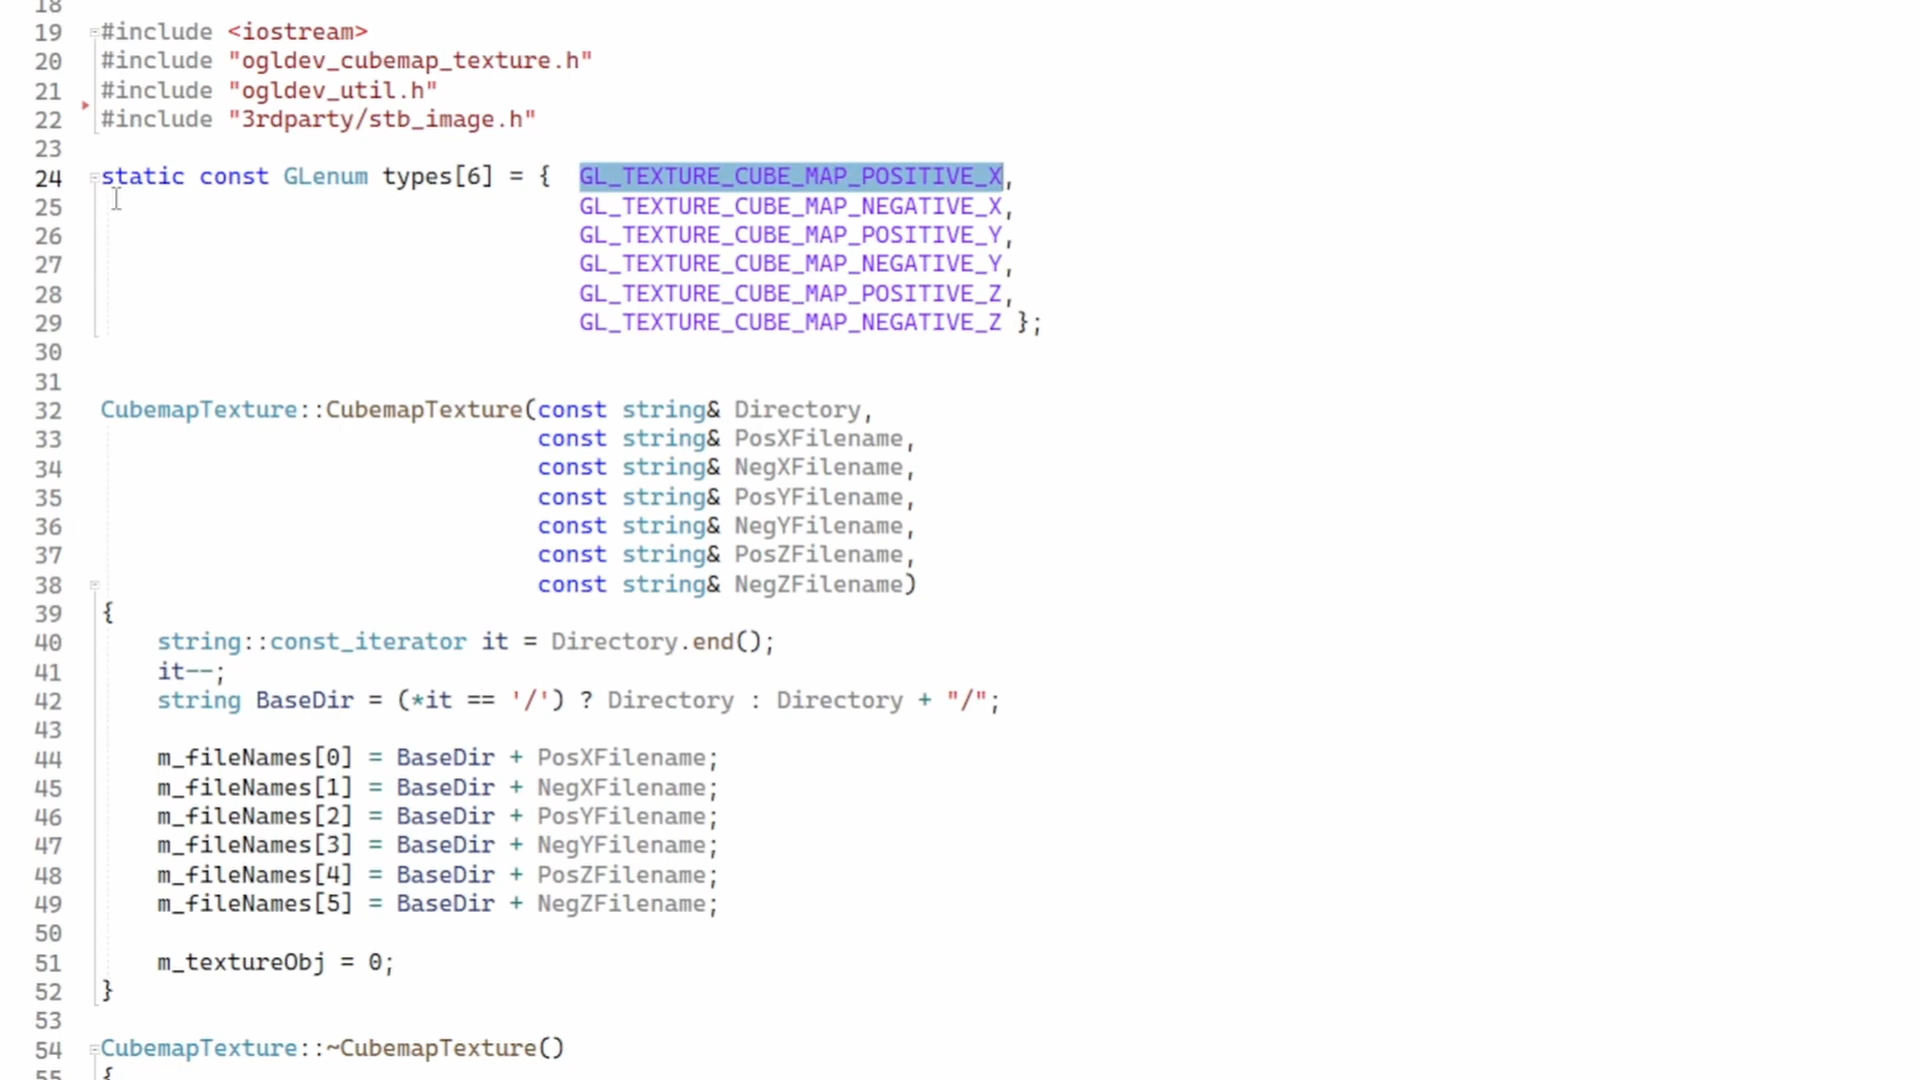 18
19 #include <iostream>
20 #include "ogldev_cubemap_texture.h"
21 #include "ogldev_util.h"
22 #include "3rdparty/stb_image.h"
23
24 static const GLenum types[6] = {  GL_TEXTURE_CUBE_MAP_POSITIVE_X,
25                                   GL_TEXTURE_CUBE_MAP_NEGATIVE_X,
26                                   GL_TEXTURE_CUBE_MAP_POSITIVE_Y,
27                                   GL_TEXTURE_CUBE_MAP_NEGATIVE_Y,
28                                   GL_TEXTURE_CUBE_MAP_POSITIVE_Z,
29                                   GL_TEXTURE_CUBE_MAP_NEGATIVE_Z };
30
31
32 CubemapTexture::CubemapTexture(const string& Directory,
33                                const string& PosXFilename,
34                                const string& NegXFilename,
35                                const string& PosYFilename,
36                                const string& NegYFilename,
37                                const string& PosZFilename,
38                                const string& NegZFilename)
39 {
40     string::const_iterator it = Directory.end();
41     it--;
42     string BaseDir = (*it == '/') ? Directory : Directory + "/";
43
44     m_fileNames[0] = BaseDir + PosXFilename;
45     m_fileNames[1] = BaseDir + NegXFilename;
46     m_fileNames[2] = BaseDir + PosYFilename;
47     m_fileNames[3] = BaseDir + NegYFilename;
48     m_fileNames[4] = BaseDir + PosZFilename;
49     m_fileNames[5] = BaseDir + NegZFilename;
50
51     m_textureObj = 0;
52 }
53
54 CubemapTexture::~CubemapTexture()
55 {